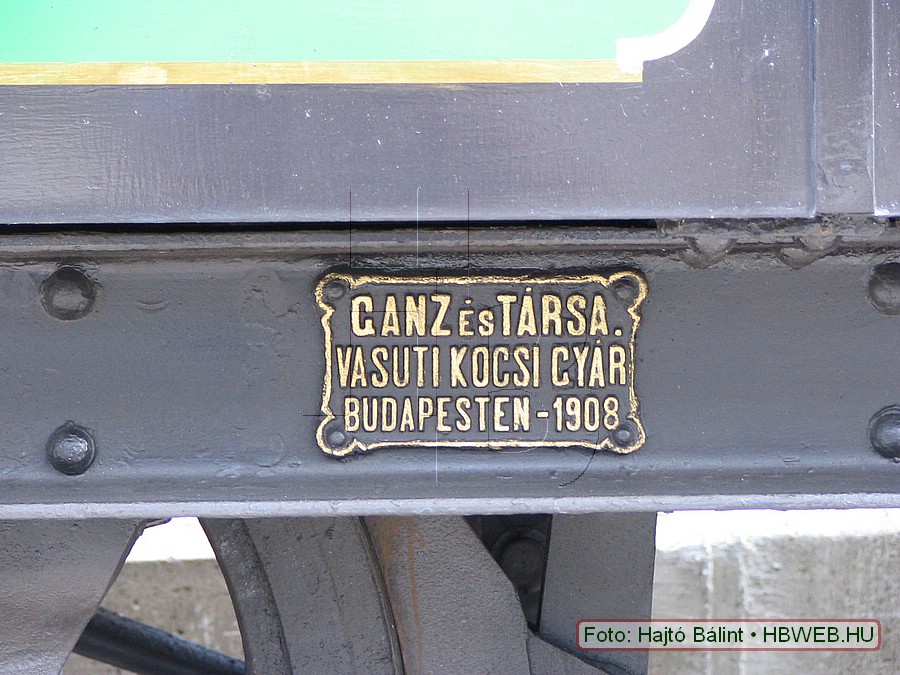 GANZ ÉS TÁRSA.
VASUTI KOCSI GYÁR
BUDAPESTEN - 1908
Foto: Hajtó Bálint • HBWEB.HU